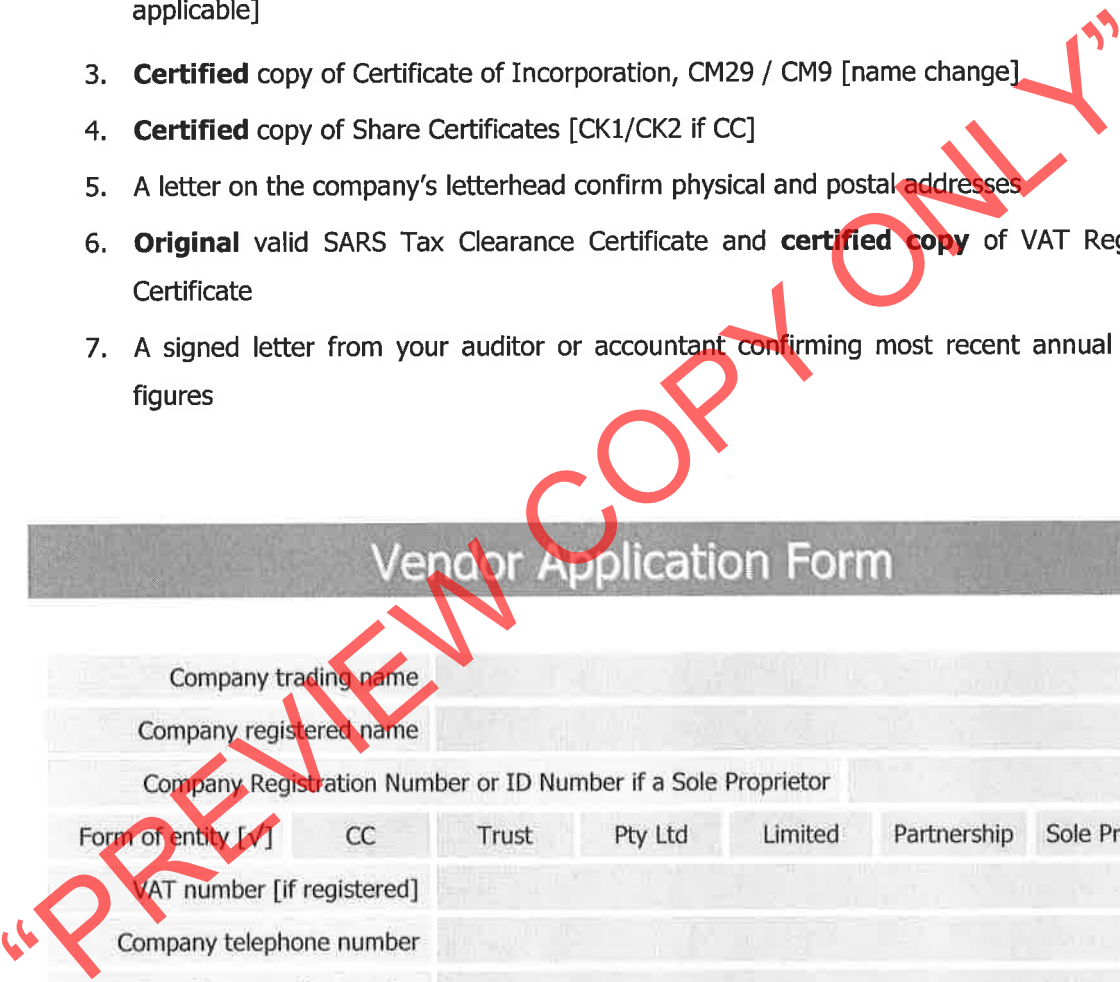 applicable]
3. Certified copy of Certificate of Incorporation, CM29 / CM9 [name change]
4. Certified copy of Share Certificates [CK1/CK2 if CC]
5. A letter on the company's letterhead confirm physical and postal addresses
6. Original valid SARS Tax Clearance Certificate and certified copy of VAT Reg
Certificate
7. A signed letter from your auditor or accountant confirming most recent annual
figures
Vendor Application Form
Company trading name
Company registered name
Company Registration Number or ID Number if a Sole Proprietor
Form of entity [√] CC Trust Pty Ltd Limited Partnership Sole Pr
VAT number [if registered]
Company telephone number
“PREVIEW COPY ONLY”